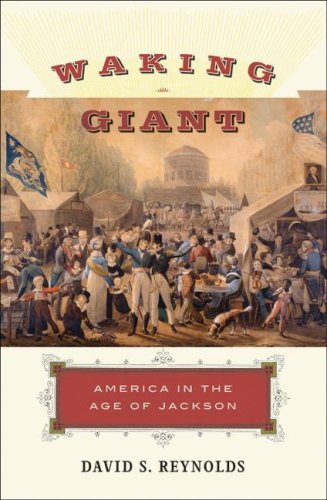 WAKING
GIANT
AMERICA IN THE
AGE OF JACKSON
DAVID S. REYNOLDS